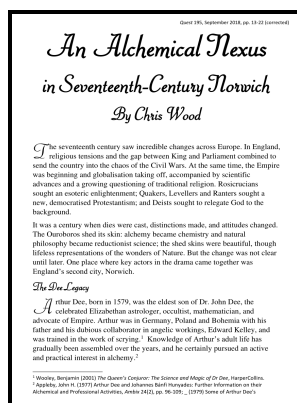 Quest 195, September 2018, pp. 13-22 (corrected)
An Alchemical Nexus
in Seventeenth-Century Norwich
By Chris Wood
The seventeenth century saw incredible changes across Europe. In England,
religious tensions and the gap between King and Parliament combined to
send the country into the chaos of the Civil Wars. At the same time, the Empire
was beginning and globalisation taking off, accompanied by scientific
advances and a growing questioning of traditional religion. Rosicrucians
sought an esoteric enlightenment; Quakers, Levellers and Ranters sought a
new, democratised Protestantism; and Deists sought to relegate God to the
background.
It was a century when dies were cast, distinctions made, and attitudes changed.
The Ouroboros shed its skin: alchemy became chemistry and natural
philosophy became reductionist science; the shed skins were beautiful, though
lifeless representations of the wonders of Nature. But the change was not clear
until later. One place where key actors in the drama came together was
England's second city, Norwich.
The Dee Legacy
Arthur Dee, born in 1579, was the eldest son of Dr. John Dee, the
celebrated Elizabethan astrologer, occultist, mathematician, and
advocate of Empire. Arthur was in Germany, Poland and Bohemia with his
father and his dubious collaborator in angelic workings, Edward Kelley, and
was trained in the work of scrying.1 Knowledge of Arthur's adult life has
gradually been assembled over the years, and he certainly pursued an active
and practical interest in alchemy.2
1 Wooley, Benjamin (2001) The Queen's Conjuror: The Science and Magic of Dr Dee, HarperCollins.
2 Appleby, John H. (1977) Arthur Dee and Johannes Bánfi Hunyades: Further Information on their
Alchemical and Professional Activities, Ambix 24(2), pp. 96-109; _ (1979) Some of Arthur Dee's